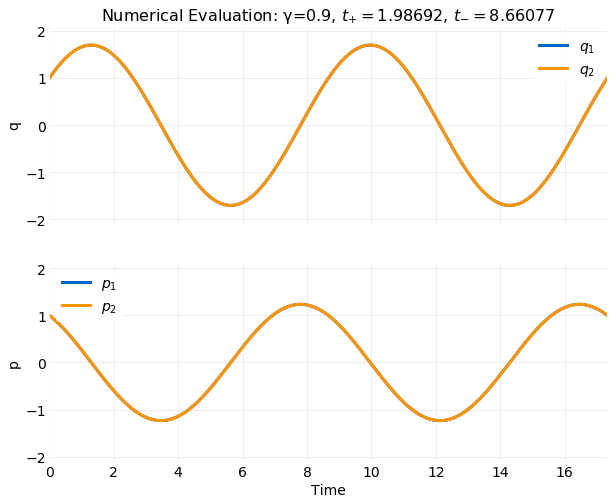 Numerical Evaluation: γ=0.9, t₊ = 1.98692, t₋ = 8.66077
2
1
0
−1
−2
q
q₁
q₂
2
1
0
−1
−2
p
p₁
p₂
0 2 4 6 8 10 12 14 16
Time